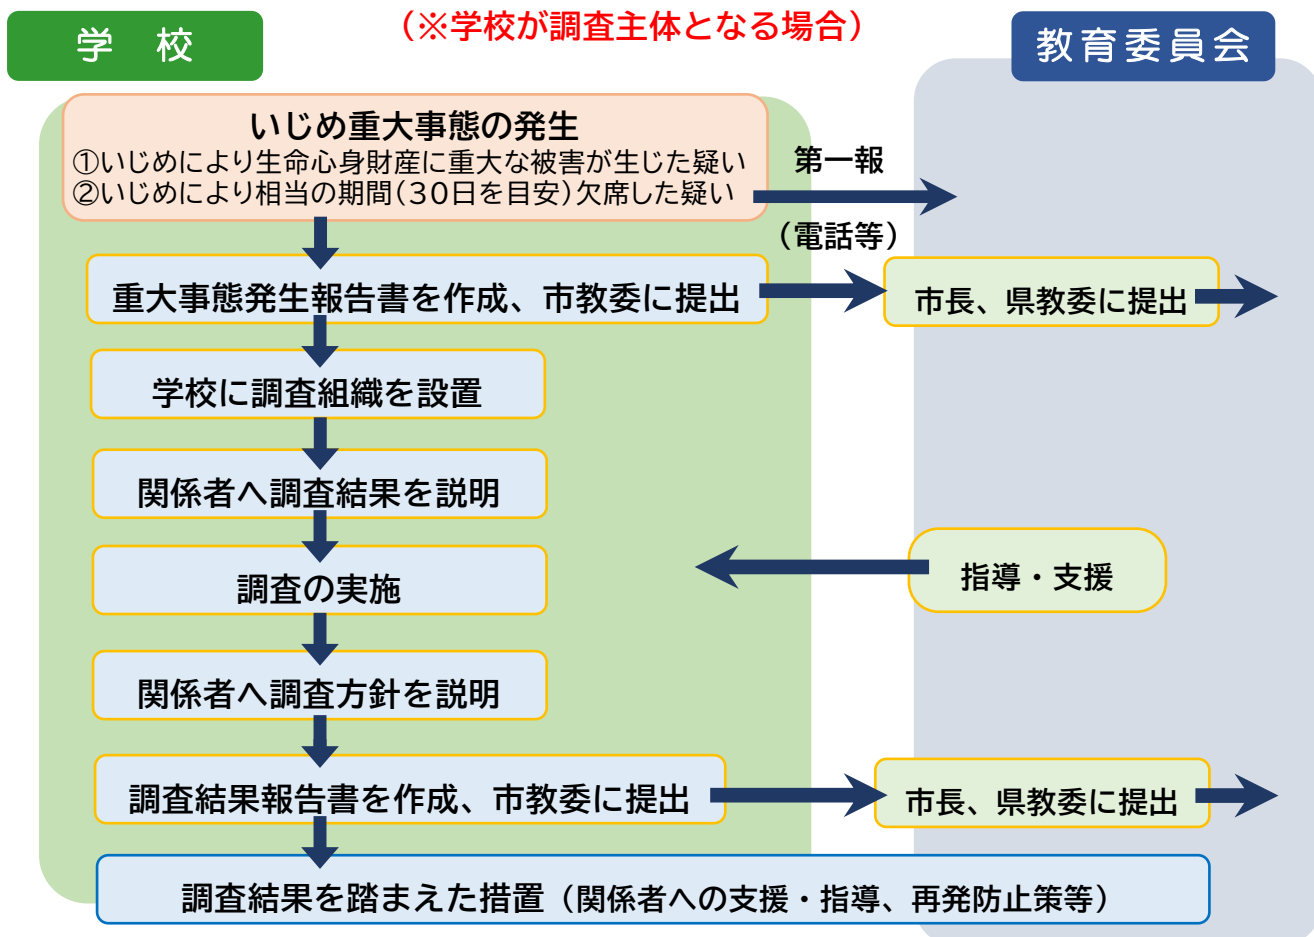 学 校
（※学校が調査主体となる場合）
教育委員会
いじめ重大事態の発生
①いじめにより生命心身財産に重大な被害が生じた疑い
②いじめにより相当の期間（30日を目安）欠席した疑い
第一報
（電話等）
重大事態発生報告書を作成、市教委に提出
市長、県教委に提出
学校に調査組織を設置
関係者へ調査結果を説明
調査の実施
指導・支援
関係者へ調査方針を説明
調査結果報告書を作成、市教委に提出
市長、県教委に提出
調査結果を踏まえた措置（関係者への支援・指導、再発防止策等）